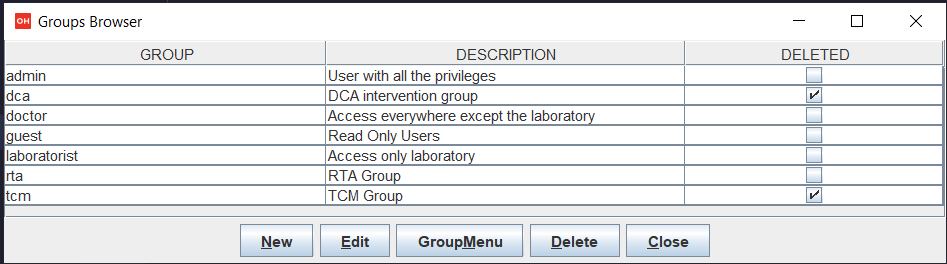 OH Groups Browser
GROUP DESCRIPTION DELETED
admin User with all the privileges
dca DCA intervention group
doctor Access everywhere except the laboratory
guest Read Only Users
laboratorist Access only laboratory
rta RTA Group
tcm TCM Group
New Edit GroupMenu Delete Close